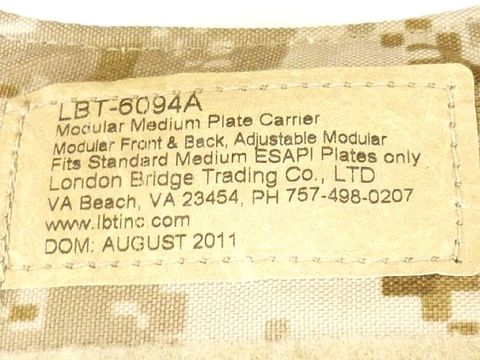 LBT-6094A
Modular Medium Plate Carrier
Modular Front & Back, Adjustable Modular
Fits Standard Medium ESAPI Plates only
London Bridge Trading Co., LTD
VA Beach, VA 23454, PH 757-498-0207
www.lbtinc.com
DOM: AUGUST 2011